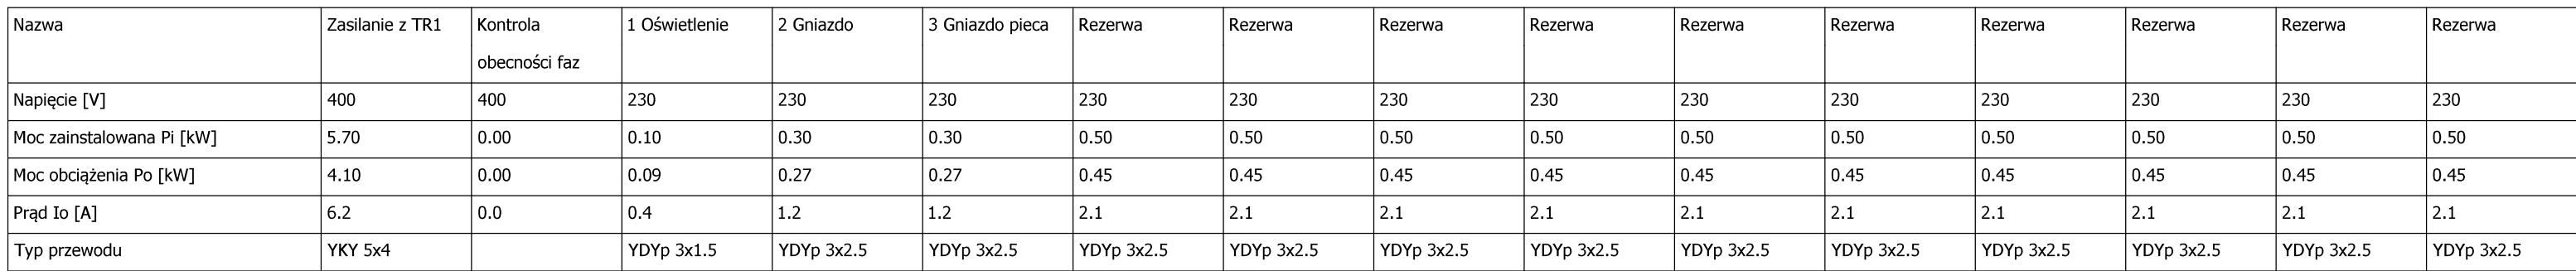 Nazwa Zasilanie z TR1 Kontrola 1 Oświetlenie 2 Gniazdo 3 Gniazdo pieca Rezerwa Rezerwa Rezerwa Rezerwa Rezerwa Rezerwa Rezerwa Rezerwa Rezerwa Rezerwa
obecności faz
Napięcie [V] 400 400 230 230 230 230 230 230 230 230 230 230 230 230 230
Moc zainstalowana Pi [kW] 5.70 0.00 0.10 0.30 0.30 0.50 0.50 0.50 0.50 0.50 0.50 0.50 0.50 0.50 0.50
Moc obciążenia Po [kW] 4.10 0.00 0.09 0.27 0.27 0.45 0.45 0.45 0.45 0.45 0.45 0.45 0.45 0.45 0.45
Prąd Io [A] 6.2 0.0 0.4 1.2 1.2 2.1 2.1 2.1 2.1 2.1 2.1 2.1 2.1 2.1 2.1
Typ przewodu YKY 5x4 YDYp 3x1.5 YDYp 3x2.5 YDYp 3x2.5 YDYp 3x2.5 YDYp 3x2.5 YDYp 3x2.5 YDYp 3x2.5 YDYp 3x2.5 YDYp 3x2.5 YDYp 3x2.5 YDYp 3x2.5 YDYp 3x2.5 YDYp 3x2.5